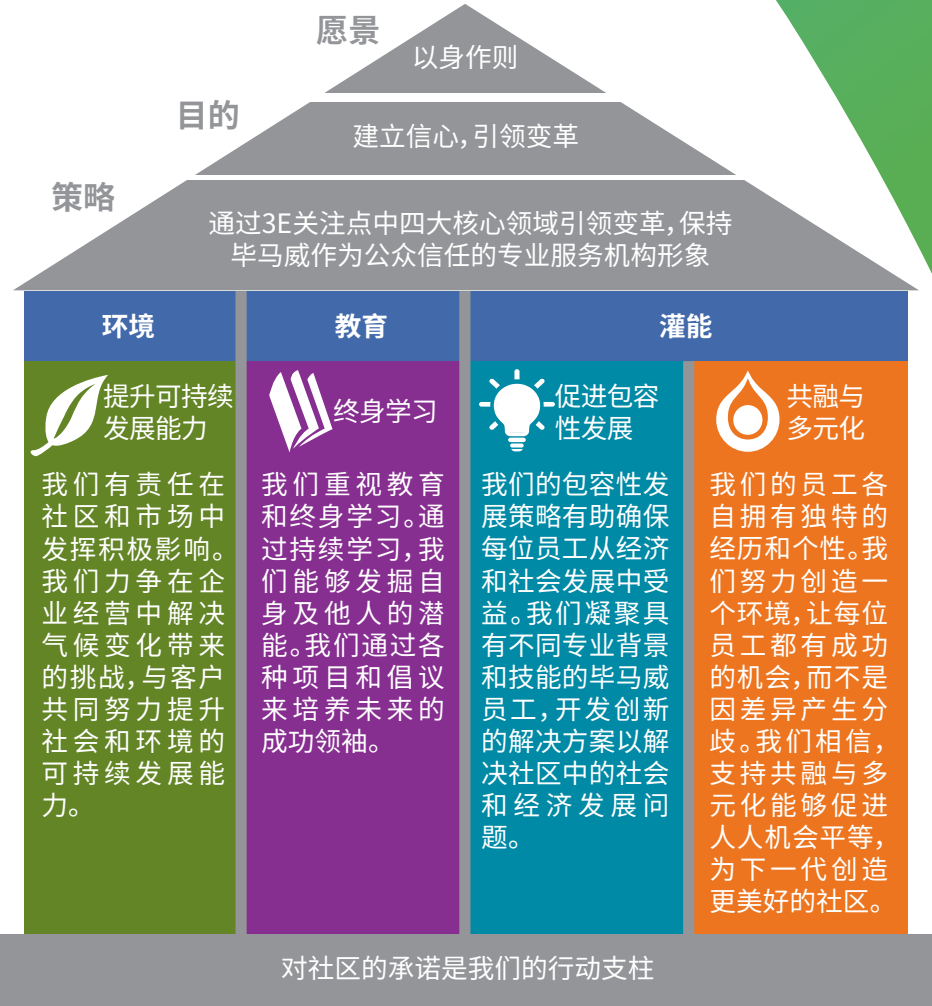 愿景
以身作则
目的
建立信心，引领变革
策略
通过3E关注点中四大核心领域引领变革，保持
毕马威作为公众信任的专业服务机构形象
环境
教育
灌能
提升可持续
发展能力
我们有责任在
社区和市场中
发挥积极影响。
我们力争在企
业经营中解决
气候变化带来
的挑战，与客户
共同努力提升
社会和环境的
可持续发展能
力。
终身学习
我们重视教育
和终身学习。通
过持续学习，我
们能够发掘自
身及他人的潜
能。我们通过各
种项目和倡议
来培养未来的
成功领袖。
促进包容
性发展
我们的包容性发
展策略有助确保
每位员工从经济
和社会发展中受
益。我们凝聚具
有不同专业背景
和技能的毕马威
员工，开发创新
的解决方案以解
决社区中的社会
和经济发展问
题。
共融与
多元化
我们的员工各
自拥有独特的
经历和个性。我
们努力创造一
个环境，让每位
员工都有成功
的机会，而不是
因差异产生分
歧。我们相信，
支持共融与多
元化能够促进
人人机会平等，
为下一代创造
更美好的社区。
对社区的承诺是我们的行动支柱